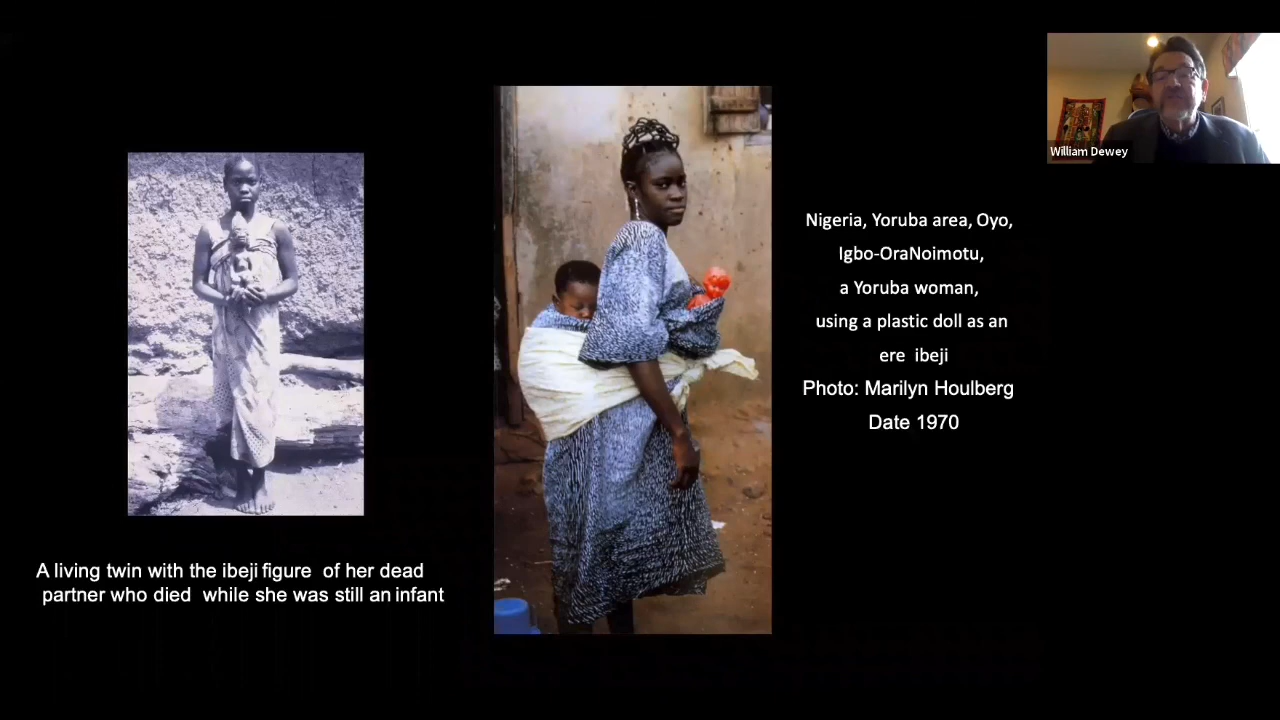 William Dewey
Nigeria, Yoruba area, Oyo,
Igbo-OraNoimotu,
a Yoruba woman,
using a plastic doll as an
ere ibeji
Photo: Marilyn Houlberg
Date 1970
A living twin with the ibeji figure of her dead
partner who died while she was still an infant